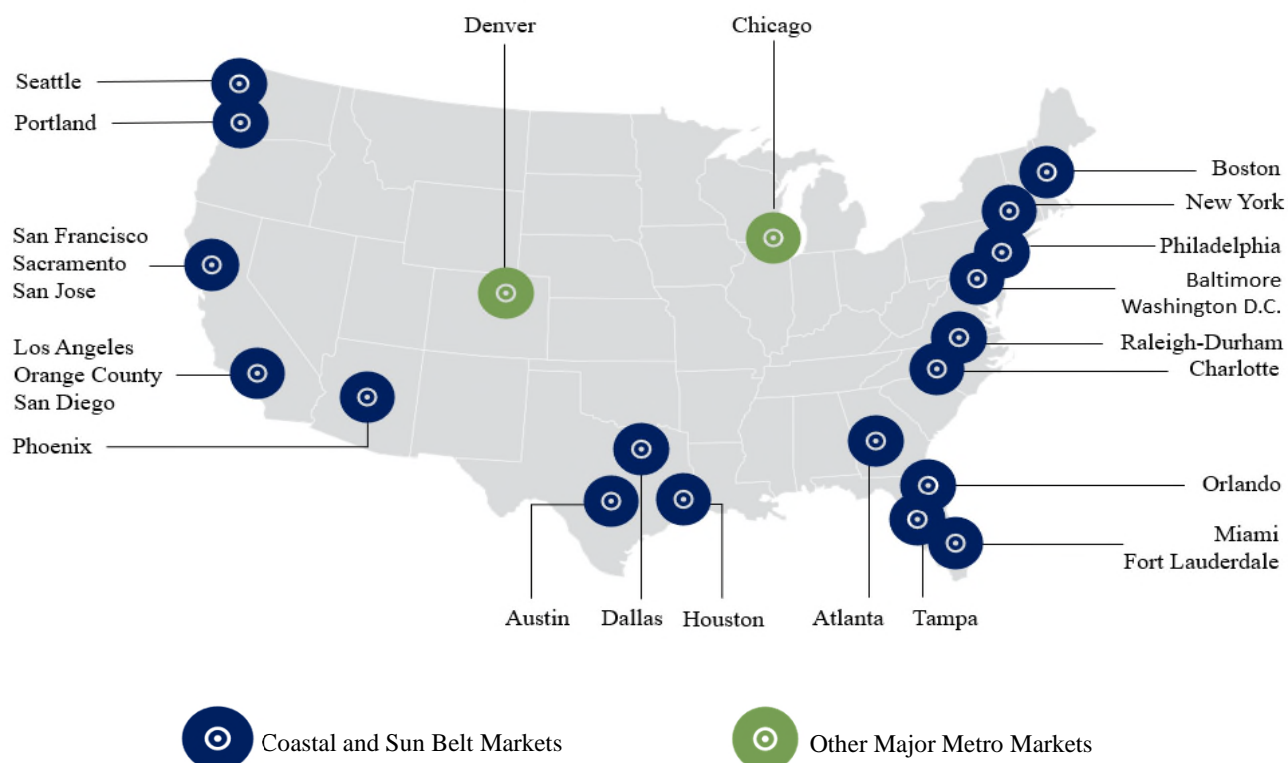 Denver
Chicago
Seattle
Portland
Boston
New York
San Francisco
Sacramento
San Jose
Philadelphia
Baltimore
Washington D.C.
Raleigh-Durham
Charlotte
Los Angeles
Orange County
San Diego
Phoenix
Orlando
Miami
Fort Lauderdale
Austin
Dallas
Houston
Atlanta
Tampa
Coastal and Sun Belt Markets
Other Major Metro Markets